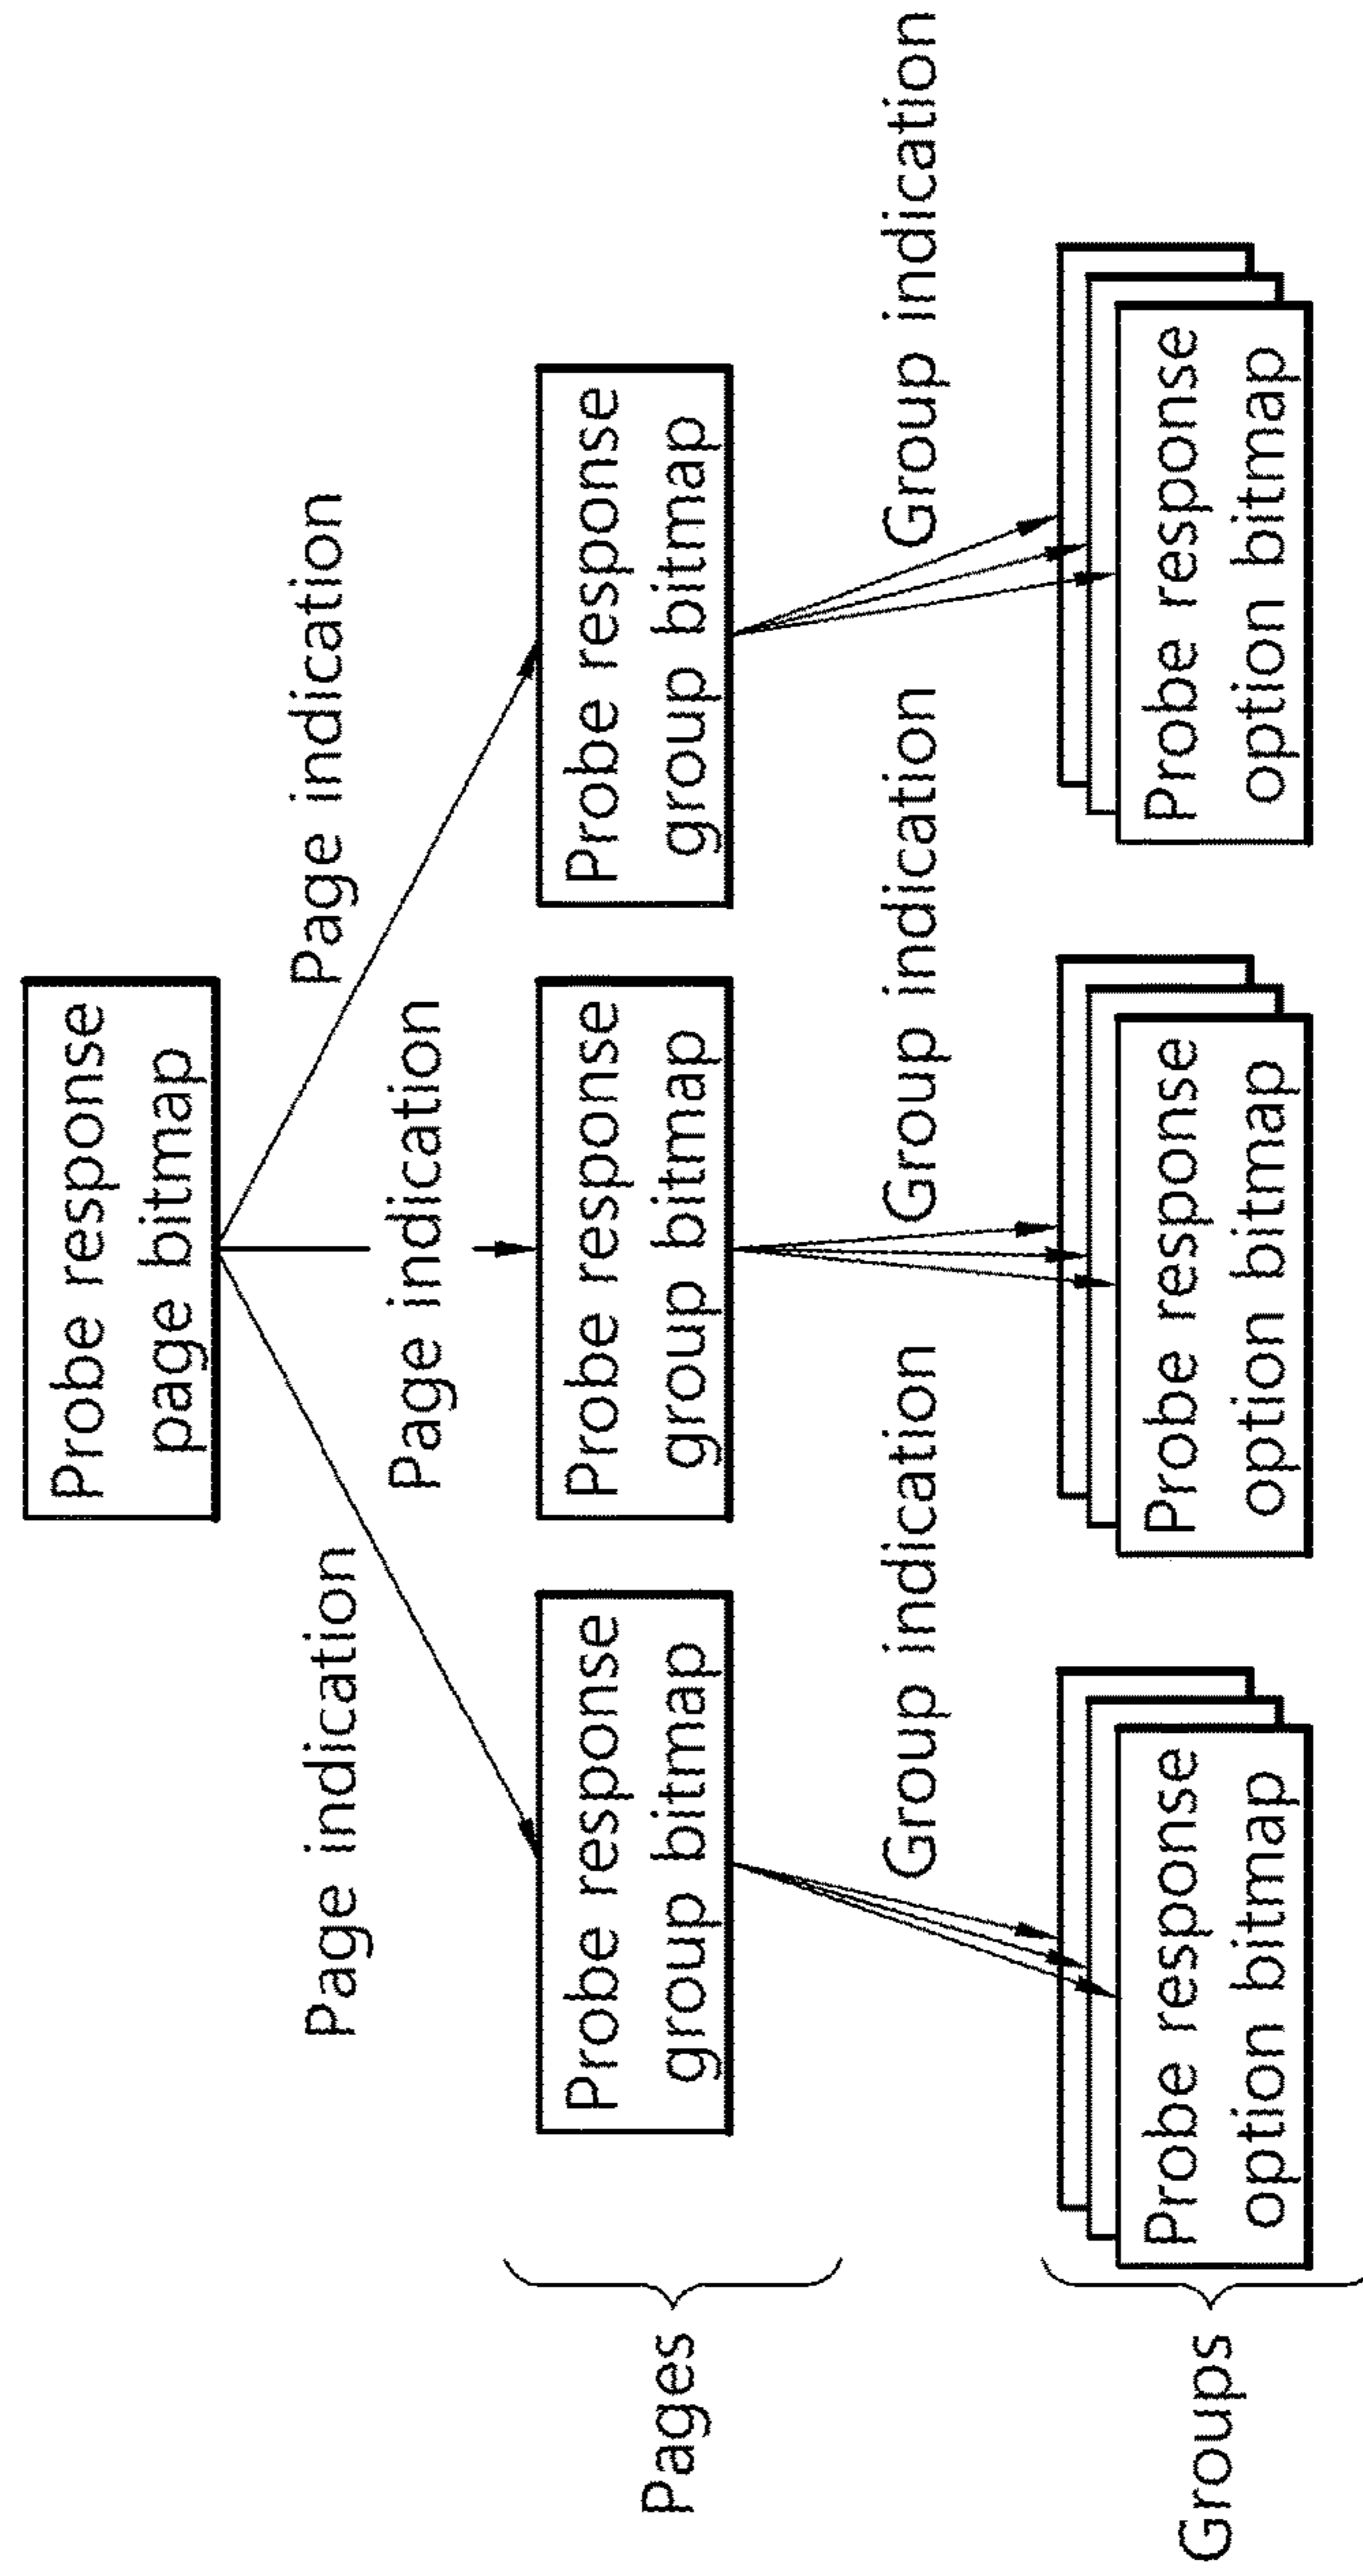 Probe response
page bitmap
Page indication
Page indication
Page indication
Pages
Probe response
group bitmap
Probe response
group bitmap
Probe response
group bitmap
Group indication
Group indication
Group indication
Groups
Probe response
option bitmap
Probe response
option bitmap
Probe response
option bitmap